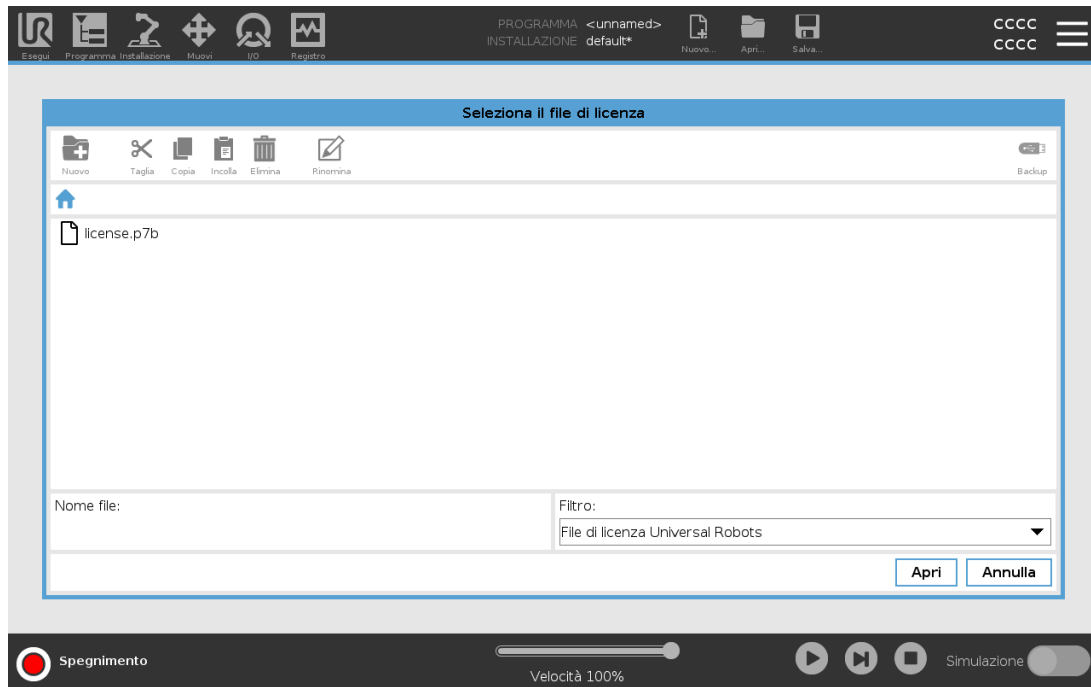 PROGRAMMA <unnamed>
INSTALLAZIONE default*
Nuovo... Apri... Salva...
CCCC
CCCC
UR
Esegui Programma Installazione Muovi I/O Registro
Seleziona il file di licenza
Nuovo Taglia Copia Incolla Elimina Rinomina Backup
license.p7b
Nome file: Filtro:
File di licenza Universal Robots
Apri Annulla
Spegnimento
Velocità 100%
Simulazione